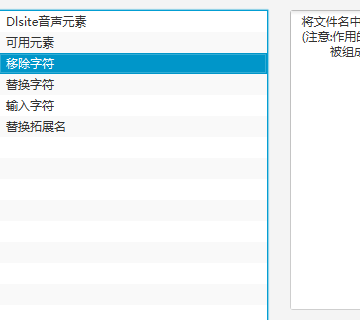 Dlsite音声元素
可用元素
移除字符
替换字符
输入字符
替换拓展名
将文件名中
(注意:作用的
被组成